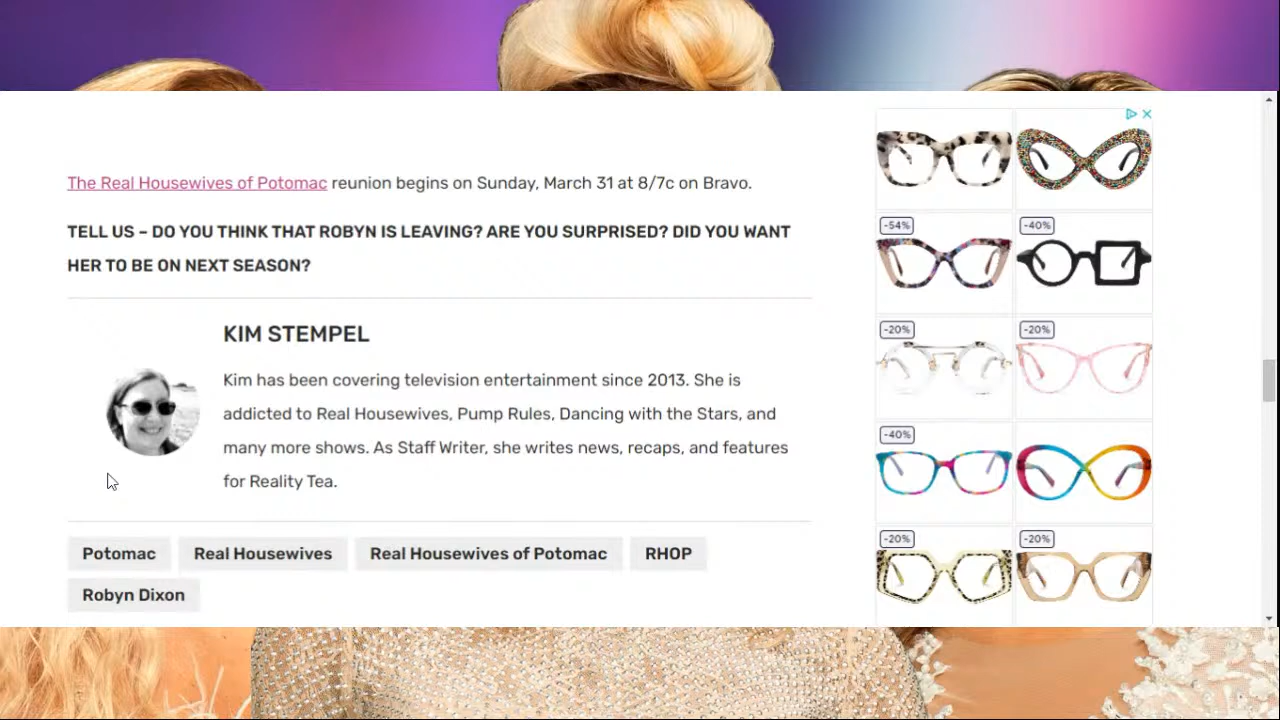 The Real Housewives of Potomac reunion begins on Sunday, March 31 at 8/7c on Bravo.
TELL US – DO YOU THINK THAT ROBYN IS LEAVING? ARE YOU SURPRISED? DID YOU WANT
HER TO BE ON NEXT SEASON?
KIM STEMPEL
Kim has been covering television entertainment since 2013. She is
addicted to Real Housewives, Pump Rules, Dancing with the Stars, and
many more shows. As Staff Writer, she writes news, recaps, and features
for Reality Tea.
Potomac
Real Housewives
Real Housewives of Potomac
RHOP
Robyn Dixon
-54%
-40%
-20%
-20%
-40%
-20%
-20%